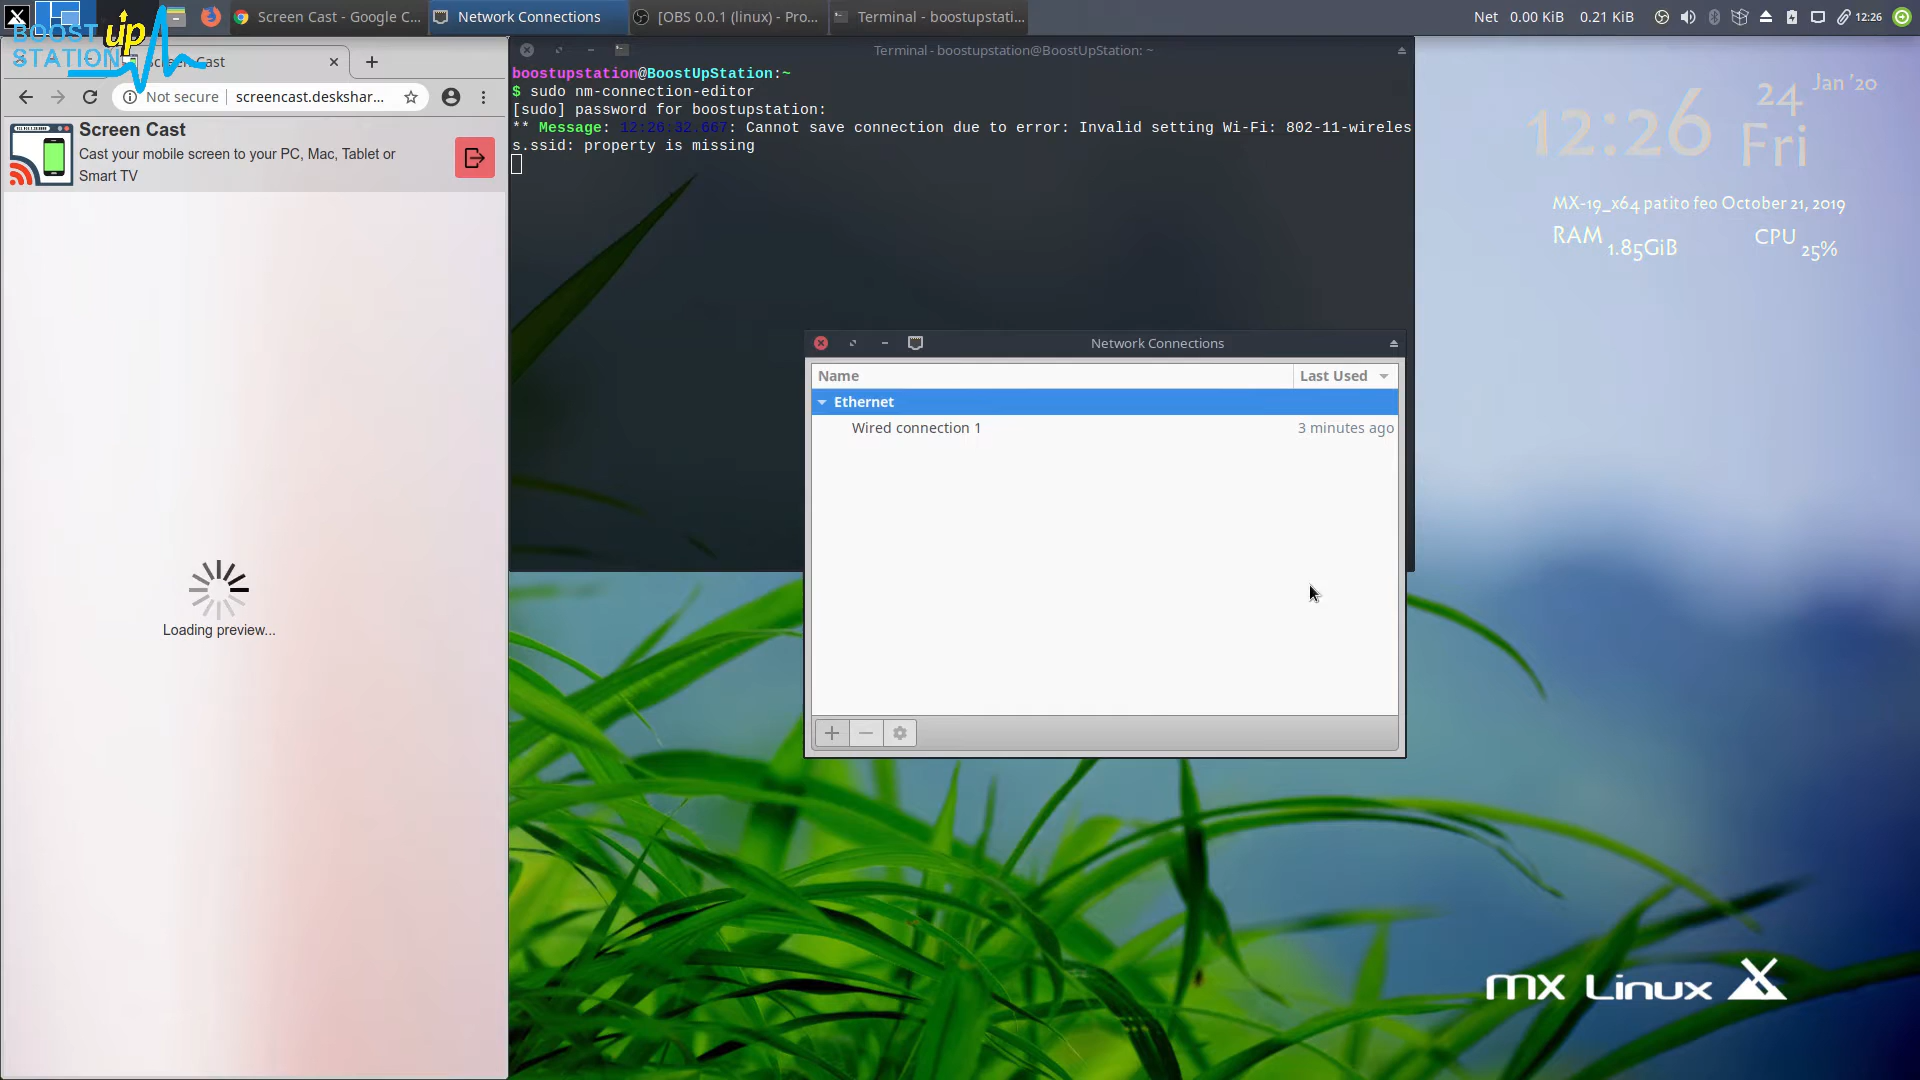 Screen Cast - Google C...
Network Connections
[OBS 0.0.1 (linux) - Pro...
Terminal - boostupstati...
Net 0.00 KiB 0.21 KiB
12:26
BOOST up
STATION
Cast
Not secure
screencast.deskshar...
Screen Cast
Cast your mobile screen to your PC, Mac, Tablet or
Smart TV
Loading preview...
Terminal - boostupstation@BoostUpStation: ~
boostupstation@BoostUpStation:~
$ sudo nm-connection-editor
[sudo] password for boostupstation:
** Message: 12:26:32.667: Cannot save connection due to error: Invalid setting Wi-Fi: 802-11-wireles
s.ssid: property is missing
Network Connections
Name
Last Used
Ethernet
Wired connection 1
3 minutes ago
12:26
24
Jan '20
Fri
MX-19_x64 patito feo October 21, 2019
RAM 1.85GiB
CPU 25%
MX Linux